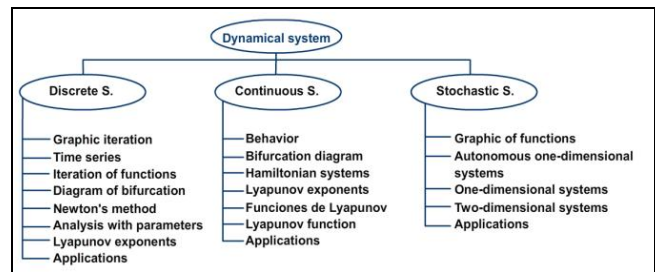 Dynamical system
Discrete S.
Continuous S.
Stochastic S.
Graphic iteration
Time series
Iteration of functions
Diagram of bifurcation
Newton's method
Analysis with parameters
Lyapunov exponents
Applications
Behavior
Bifurcation diagram
Hamiltonian systems
Lyapunov exponents
Funciones de Lyapunov
Lyapunov function
Applications
Graphic of functions
Autonomous one-dimensional
systems
One-dimensional systems
Two-dimensional systems
Applications